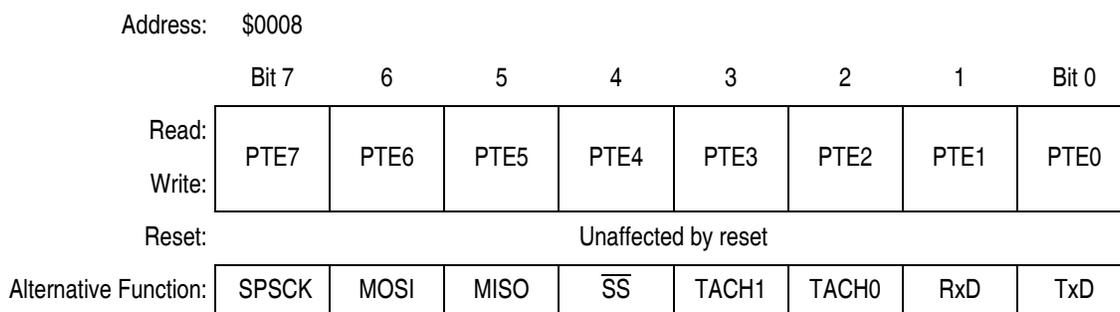 Address: $0008
Bit 7 6 5 4 3 2 1 Bit 0
Read:
PTE7 PTE6 PTE5 PTE4 PTE3 PTE2 PTE1 PTE0
Write:
Reset: Unaffected by reset
Alternative Function: SPSCK MOSI MISO S̅S̅ TACH1 TACH0 RxD TxD